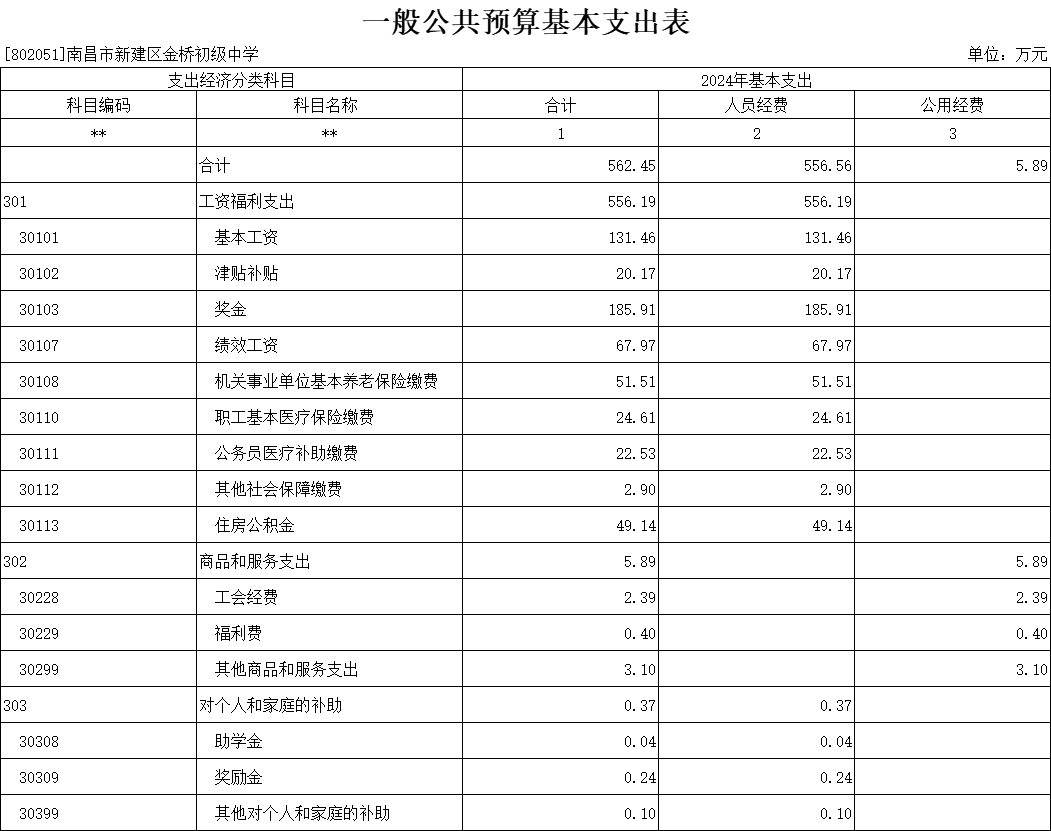 一般公共预算基本支出表
[802051]南昌市新建区金桥初级中学 单位：万元
支出经济分类科目 2024年基本支出
科目编码 科目名称 合计 人员经费 公用经费
** ** 1 2 3
合计 562.45 556.56 5.89
301 工资福利支出 556.19 556.19
30101 基本工资 131.46 131.46
30102 津贴补贴 20.17 20.17
30103 奖金 185.91 185.91
30107 绩效工资 67.97 67.97
30108 机关事业单位基本养老保险缴费 51.51 51.51
30110 职工基本医疗保险缴费 24.61 24.61
30111 公务员医疗补助缴费 22.53 22.53
30112 其他社会保障缴费 2.90 2.90
30113 住房公积金 49.14 49.14
302 商品和服务支出 5.89 5.89
30228 工会经费 2.39 2.39
30229 福利费 0.40 0.40
30299 其他商品和服务支出 3.10 3.10
303 对个人和家庭的补助 0.37 0.37
30308 助学金 0.04 0.04
30309 奖励金 0.24 0.24
30399 其他对个人和家庭的补助 0.10 0.10